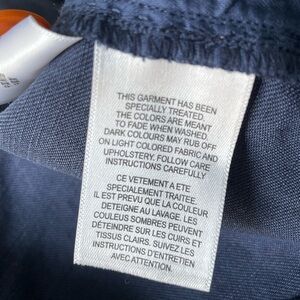 THIS GARMENT HAS BEEN
SPECIALLY TREATED.
THE COLORS ARE MEANT
TO FADE WHEN WASHED.
DARK COLOURS MAY RUB OFF
ON LIGHT COLORED FABRIC AND
UPHOLSTERY. FOLLOW CARE
INSTRUCTIONS CAREFULLY
CE VETEMENT A ETE
SPECIALEMENT TRAITEE.
IL EST PREVU QUE LA COULEUR
DETEIGNE AU LAVAGE. LES
COULEUS SOMBRES PEUVENT
DÉTEINDRE SUR LES CUIRS ET
TISSUS CLAIRS. SUIVEZ LES
INSTRUCTIONS D'ENTRETIEN
AVEC ATTENTION.